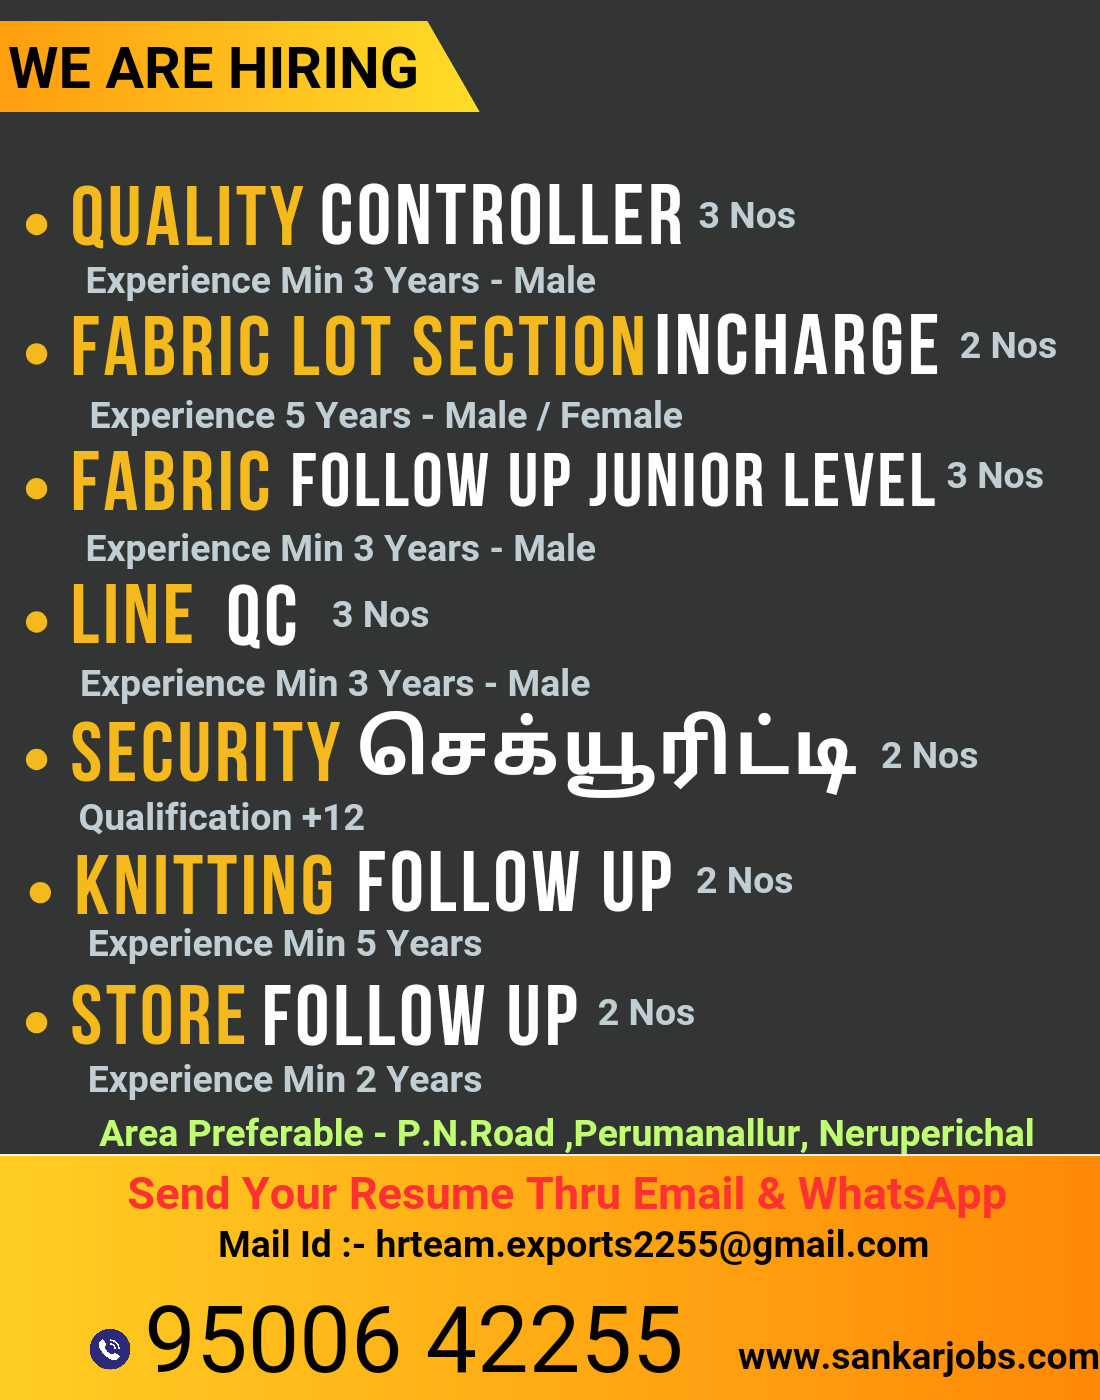 WE ARE HIRING
• QUALITY CONTROLLER 3 Nos
Experience Min 3 Years - Male
• FABRIC LOT SECTION INCHARGE 2 Nos
Experience 5 Years - Male / Female
• FABRIC FOLLOW UP JUNIOR LEVEL 3 Nos
Experience Min 3 Years - Male
• LINE QC 3 Nos
Experience Min 3 Years - Male
• SECURITY செக்யூரிட்டி 2 Nos
Qualification +12
• KNITTING FOLLOW UP 2 Nos
Experience Min 5 Years
• STORE FOLLOW UP 2 Nos
Experience Min 2 Years
Area Preferable - P.N.Road ,Perumanallur, Neruperichal
Send Your Resume Thru Email & WhatsApp
Mail Id :- hrteam.exports2255@gmail.com
95006 42255
www.sankarjobs.com